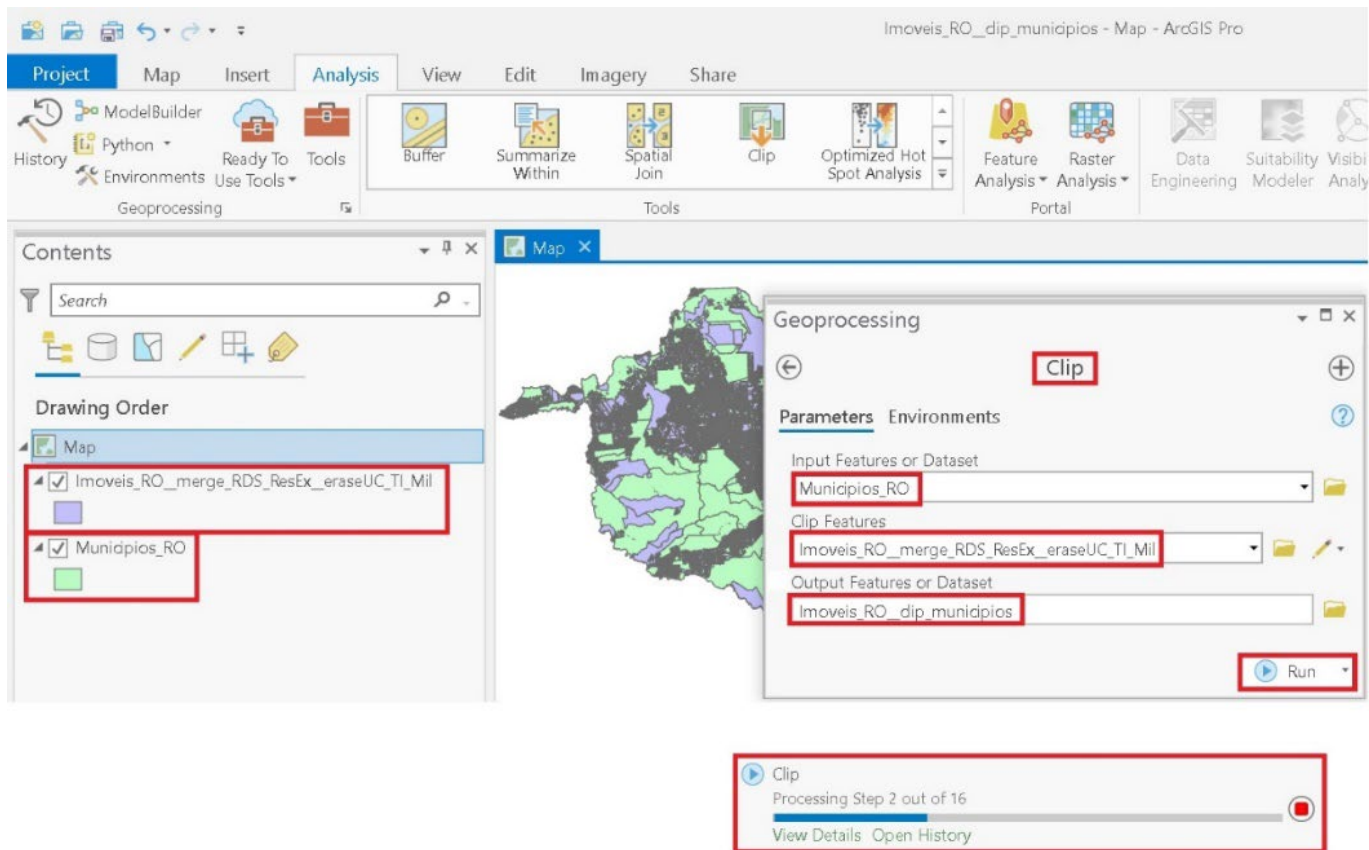 Imoveis_RO__dip_municipios - Map - ArcGIS Pro
Project Map Insert Analysis View Edit Imagery Share
History
ModelBuilder
Python
Environments
Ready To
Use Tools
Tools
Geoprocessing
Buffer
Summarize
Within
Spatial
Join
Clip
Optimized Hot
Spot Analysis
Tools
Feature
Analysis
Raster
Analysis
Portal
Data
Engineering
Suitability
Modeler
Contents
Search
Drawing Order
Map
Imoveis_RO__merge_RDS_ResEx__eraseUC_TI_Mil
Municipios_RO
Map
Geoprocessing
Clip
Parameters Environments
Input Features or Dataset
Municipios_RO
Clip Features
Imoveis_RO__merge_RDS_ResEx__eraseUC_TI_Mil
Output Features or Dataset
Imoveis_RO__dip_municipios
Run
Clip
Processing Step 2 out of 16
View Details Open History